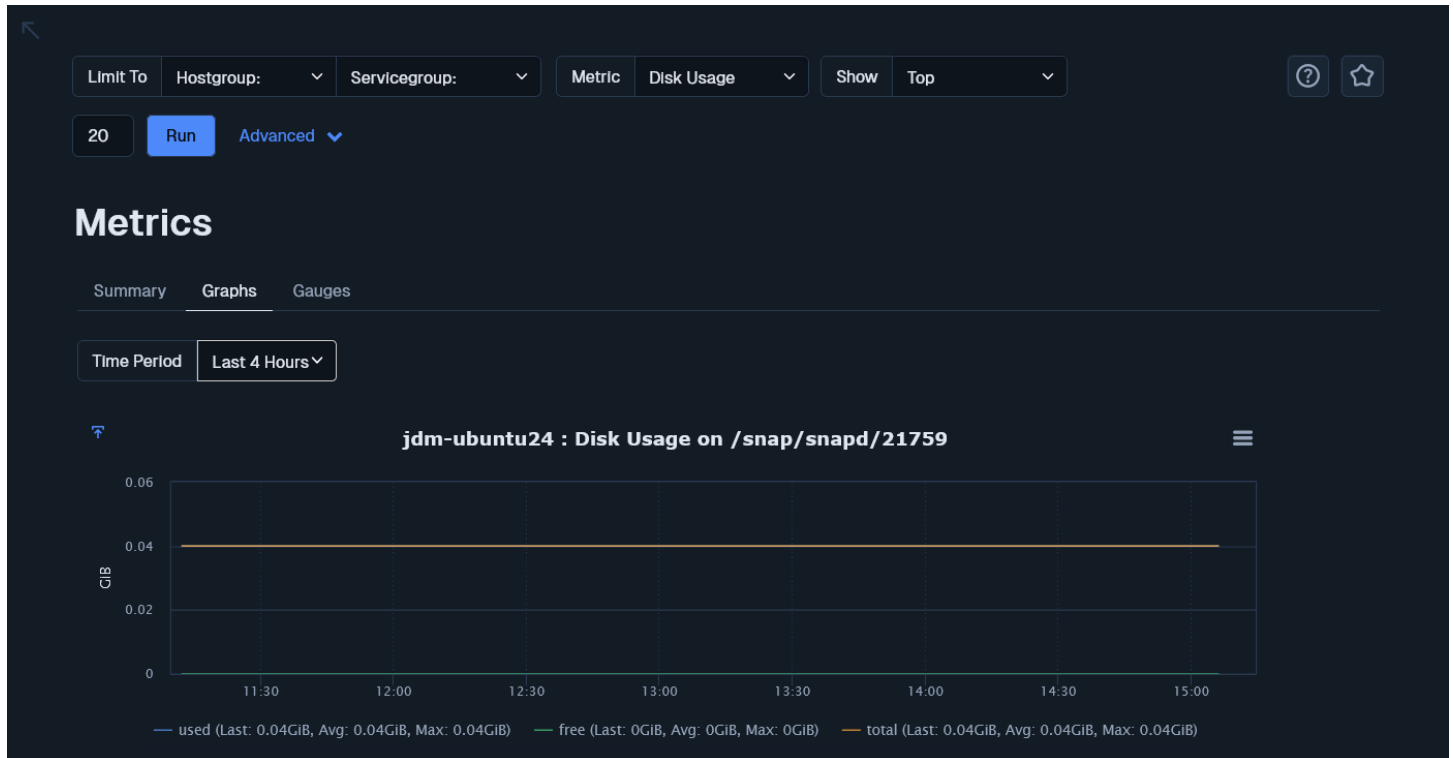 Limit To Hostgroup: Servicegroup: Metric Disk Usage Show Top
20 Run Advanced
Metrics
Summary Graphs Gauges
Time Period Last 4 Hours
jdm-ubuntu24 : Disk Usage on /snap/snapd/21759
0.06
0.04
GiB
0.02
0
11:30 12:00 12:30 13:00 13:30 14:00 14:30 15:00
used (Last: 0.04GiB, Avg: 0.04GiB, Max: 0.04GiB) free (Last: 0GiB, Avg: 0GiB, Max: 0GiB) total (Last: 0.04GiB, Avg: 0.04GiB, Max: 0.04GiB)